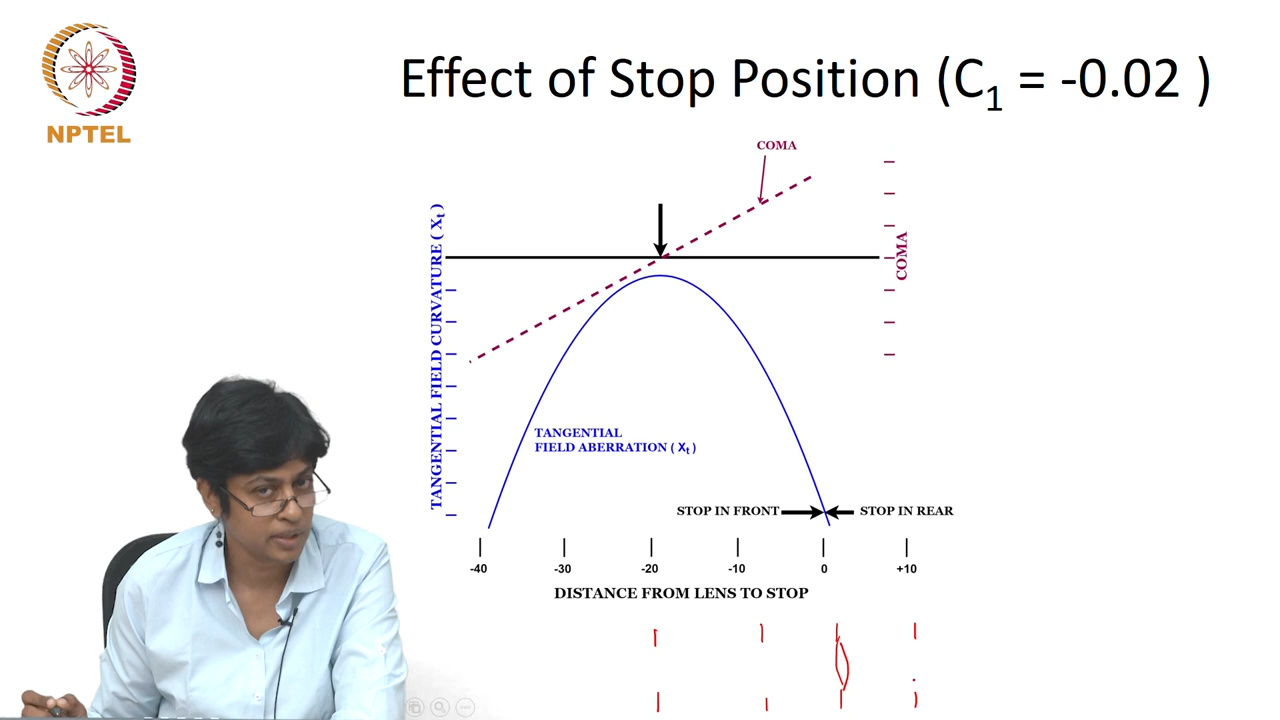 NPTEL
Effect of Stop Position (C1 = -0.02 )
COMA
TANGENTIAL FIELD CURVATURE ( Xt )
COMA
TANGENTIAL
FIELD ABERRATION ( Xt )
STOP IN FRONT
STOP IN REAR
-40 -30 -20 -10 0 +10
DISTANCE FROM LENS TO STOP